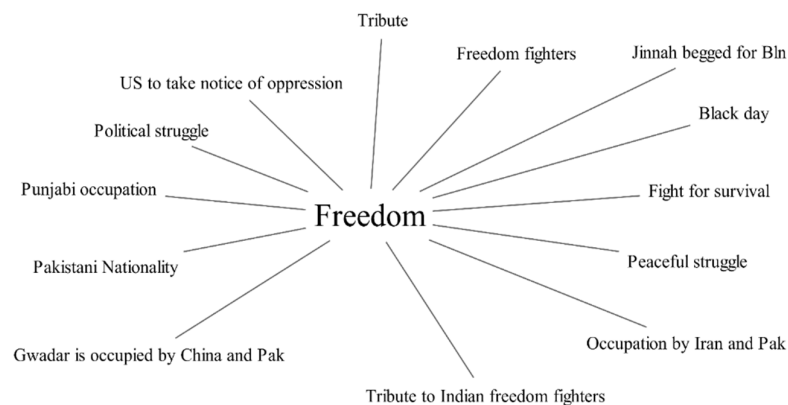 Tribute
Freedom fighters
Jinnah begged for Bln
US to take notice of oppression
Black day
Political struggle
Punjabi occupation
Fight for survival
Freedom
Pakistani Nationality
Peaceful struggle
Occupation by Iran and Pak
Gwadar is occupied by China and Pak
Tribute to Indian freedom fighters